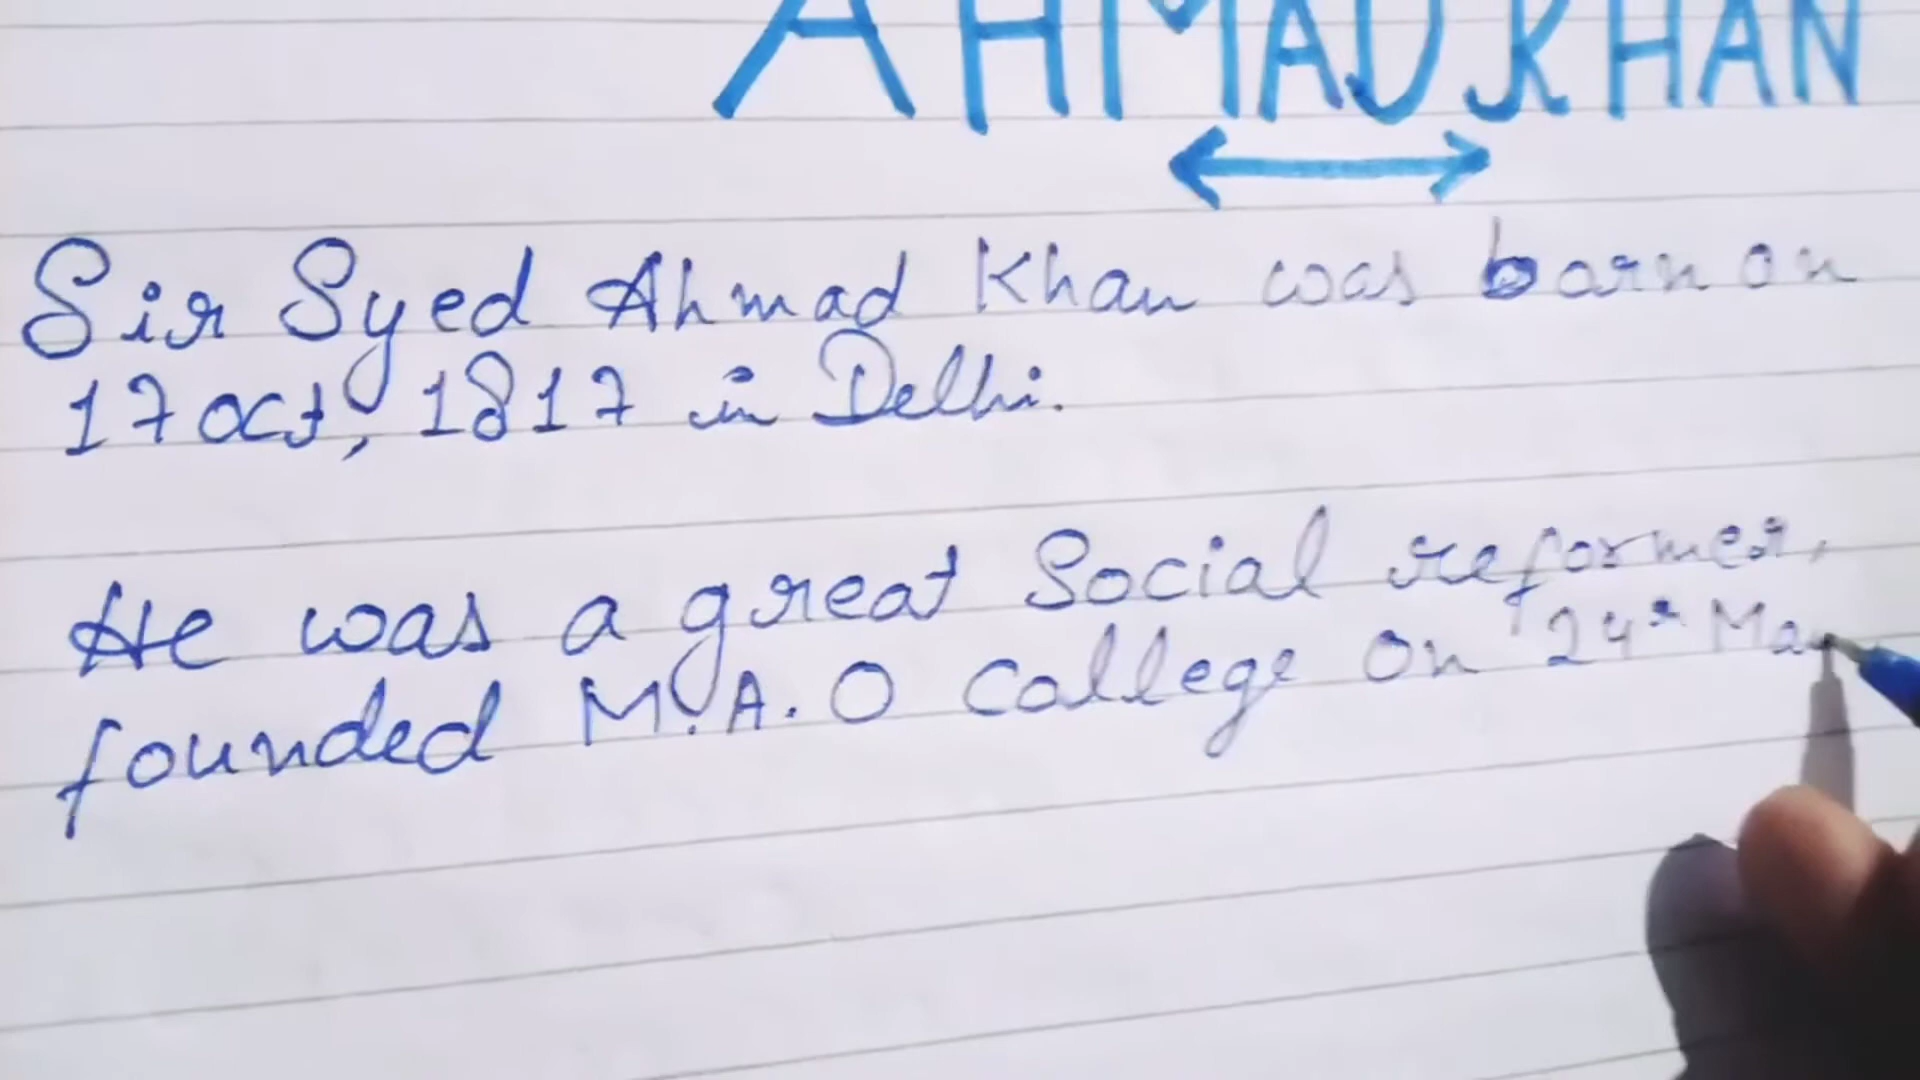 AHMAD KHAN
Sir Syed Ahmad Khan was born on
17 oct, 1817 in Delhi.
He was a great Social reformer,
founded M.A.O College on 24 May